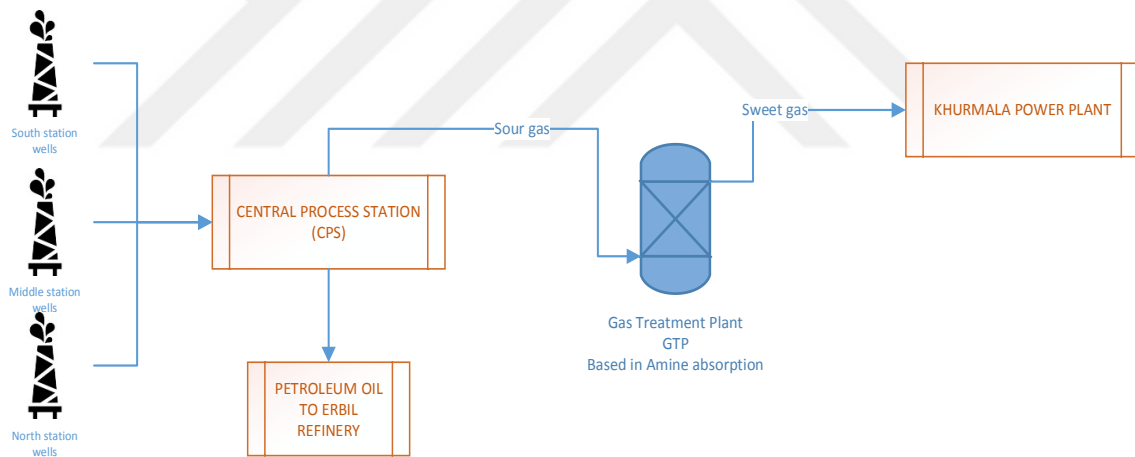 South station
wells
Middle station
wells
North station
wells
CENTRAL PROCESS STATION
(CPS)
PETROLEUM OIL
TO ERBIL
REFINERY
Sour gas
Gas Treatment Plant
GTP
Based in Amine absorption
Sweet gas
KHURMALA POWER PLANT